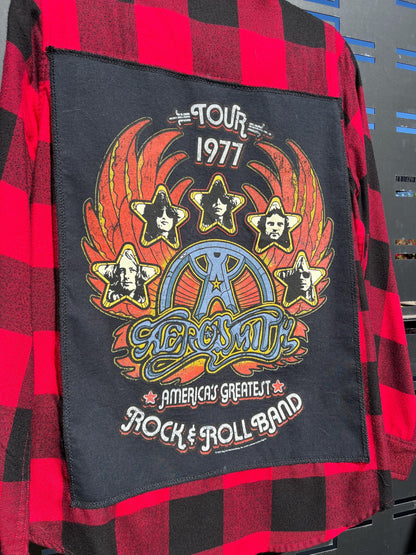 TOUR
1977
AEROSMITH
AMERICA'S GREATEST
ROCK & ROLL BAND